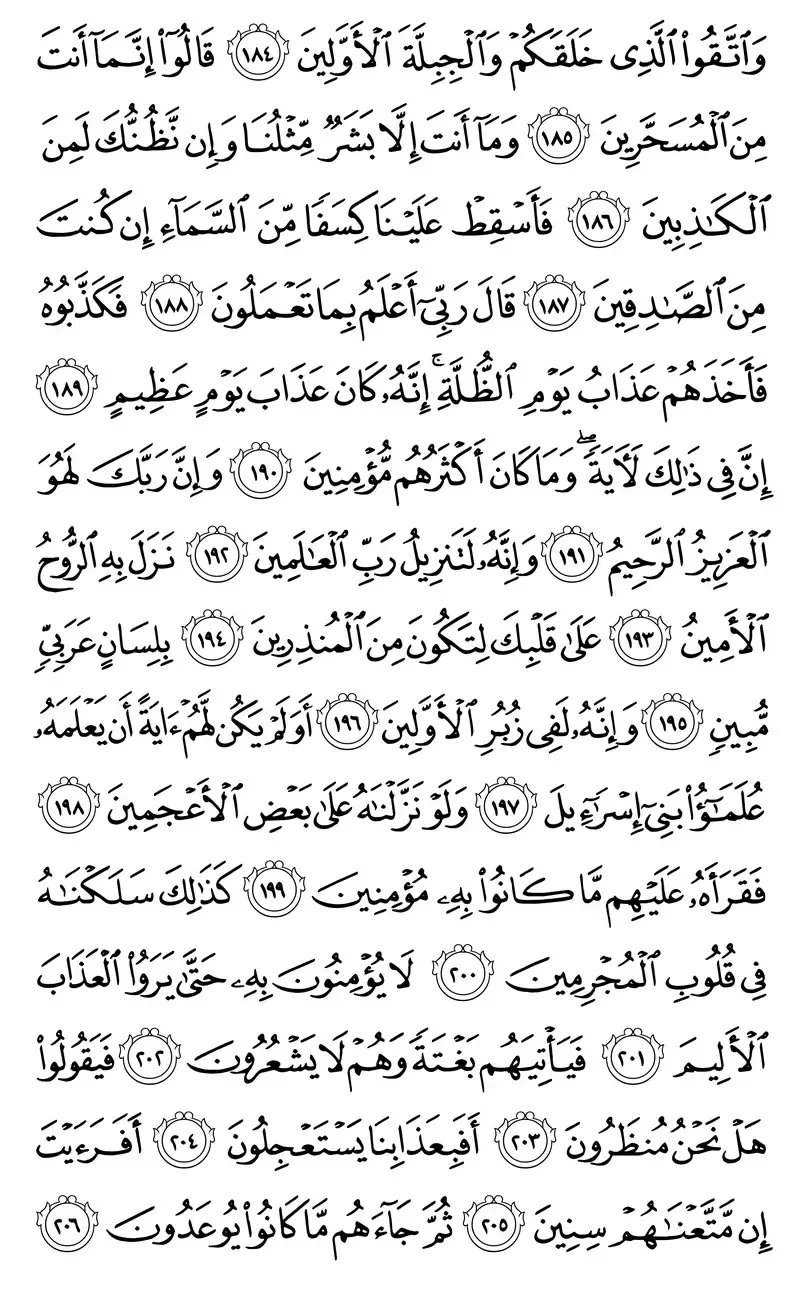 وَٱتَّقُوا۟ ٱلَّذِى خَلَقَكُمْ وَٱلْجِبِلَّةَ ٱلْأَوَّلِينَ ١٨٤ قَالُوٓا۟ إِنَّمَآ أَنتَ
مِنَ ٱلْمُسَحَّرِينَ ١٨٥ وَمَآ أَنتَ إِلَّا بَشَرٌ مِّثْلُنَا وَإِن نَّظُنُّكَ لَمِنَ
ٱلْكَـٰذِبِينَ ١٨٦ فَأَسْقِطْ عَلَيْنَا كِسَفًا مِّنَ ٱلسَّمَآءِ إِن كُنتَ
مِنَ ٱلصَّـٰدِقِينَ ١٨٧ قَالَ رَبِّىٓ أَعْلَمُ بِمَا تَعْمَلُونَ ١٨٨ فَكَذَّبُوهُ
فَأَخَذَهُمْ عَذَابُ يَوْمِ ٱلظُّلَّةِ ۚ إِنَّهُۥ كَانَ عَذَابَ يَوْمٍ عَظِيمٍ ١٨٩
إِنَّ فِى ذَٰلِكَ لَـَٔايَةً ۖ وَمَا كَانَ أَكْثَرُهُم مُّؤْمِنِينَ ١٩٠ وَإِنَّ رَبَّكَ لَهُوَ
ٱلْعَزِيزُ ٱلرَّحِيمُ ١٩١ وَإِنَّهُۥ لَتَنزِيلُ رَبِّ ٱلْعَـٰلَمِينَ ١٩٢ نَزَلَ بِهِ ٱلرُّوحُ
ٱلْأَمِينُ ١٩٣ عَلَىٰ قَلْبِكَ لِتَكُونَ مِنَ ٱلْمُنذِرِينَ ١٩٤ بِلِسَانٍ عَرَبِىٍّ
مُّبِينٍ ١٩٥ وَإِنَّهُۥ لَفِى زُبُرِ ٱلْأَوَّلِينَ ١٩٦ أَوَلَمْ يَكُن لَّهُمْ ءَايَةً أَن يَعْلَمَهُۥ
عُلَمَـٰٓؤُا۟ بَنِىٓ إِسْرَٰٓءِيلَ ١٩٧ وَلَوْ نَزَّلْنَـٰهُ عَلَىٰ بَعْضِ ٱلْأَعْجَمِينَ ١٩٨
فَقَرَأَهُۥ عَلَيْهِم مَّا كَانُوا۟ بِهِۦ مُؤْمِنِينَ ١٩٩ كَذَٰلِكَ سَلَكْنَـٰهُ
فِى قُلُوبِ ٱلْمُجْرِمِينَ ٢٠٠ لَا يُؤْمِنُونَ بِهِۦ حَتَّىٰ يَرَوُا۟ ٱلْعَذَابَ
ٱلْأَلِيمَ ٢٠١ فَيَأْتِيَهُم بَغْتَةً وَهُمْ لَا يَشْعُرُونَ ٢٠٢ فَيَقُولُوا۟
هَلْ نَحْنُ مُنظَرُونَ ٢٠٣ أَفَبِعَذَابِنَا يَسْتَعْجِلُونَ ٢٠٤ أَفَرَءَيْتَ
إِن مَّتَّعْنَـٰهُمْ سِنِينَ ٢٠٥ ثُمَّ جَآءَهُم مَّا كَانُوا۟ يُوعَدُونَ ٢٠٦